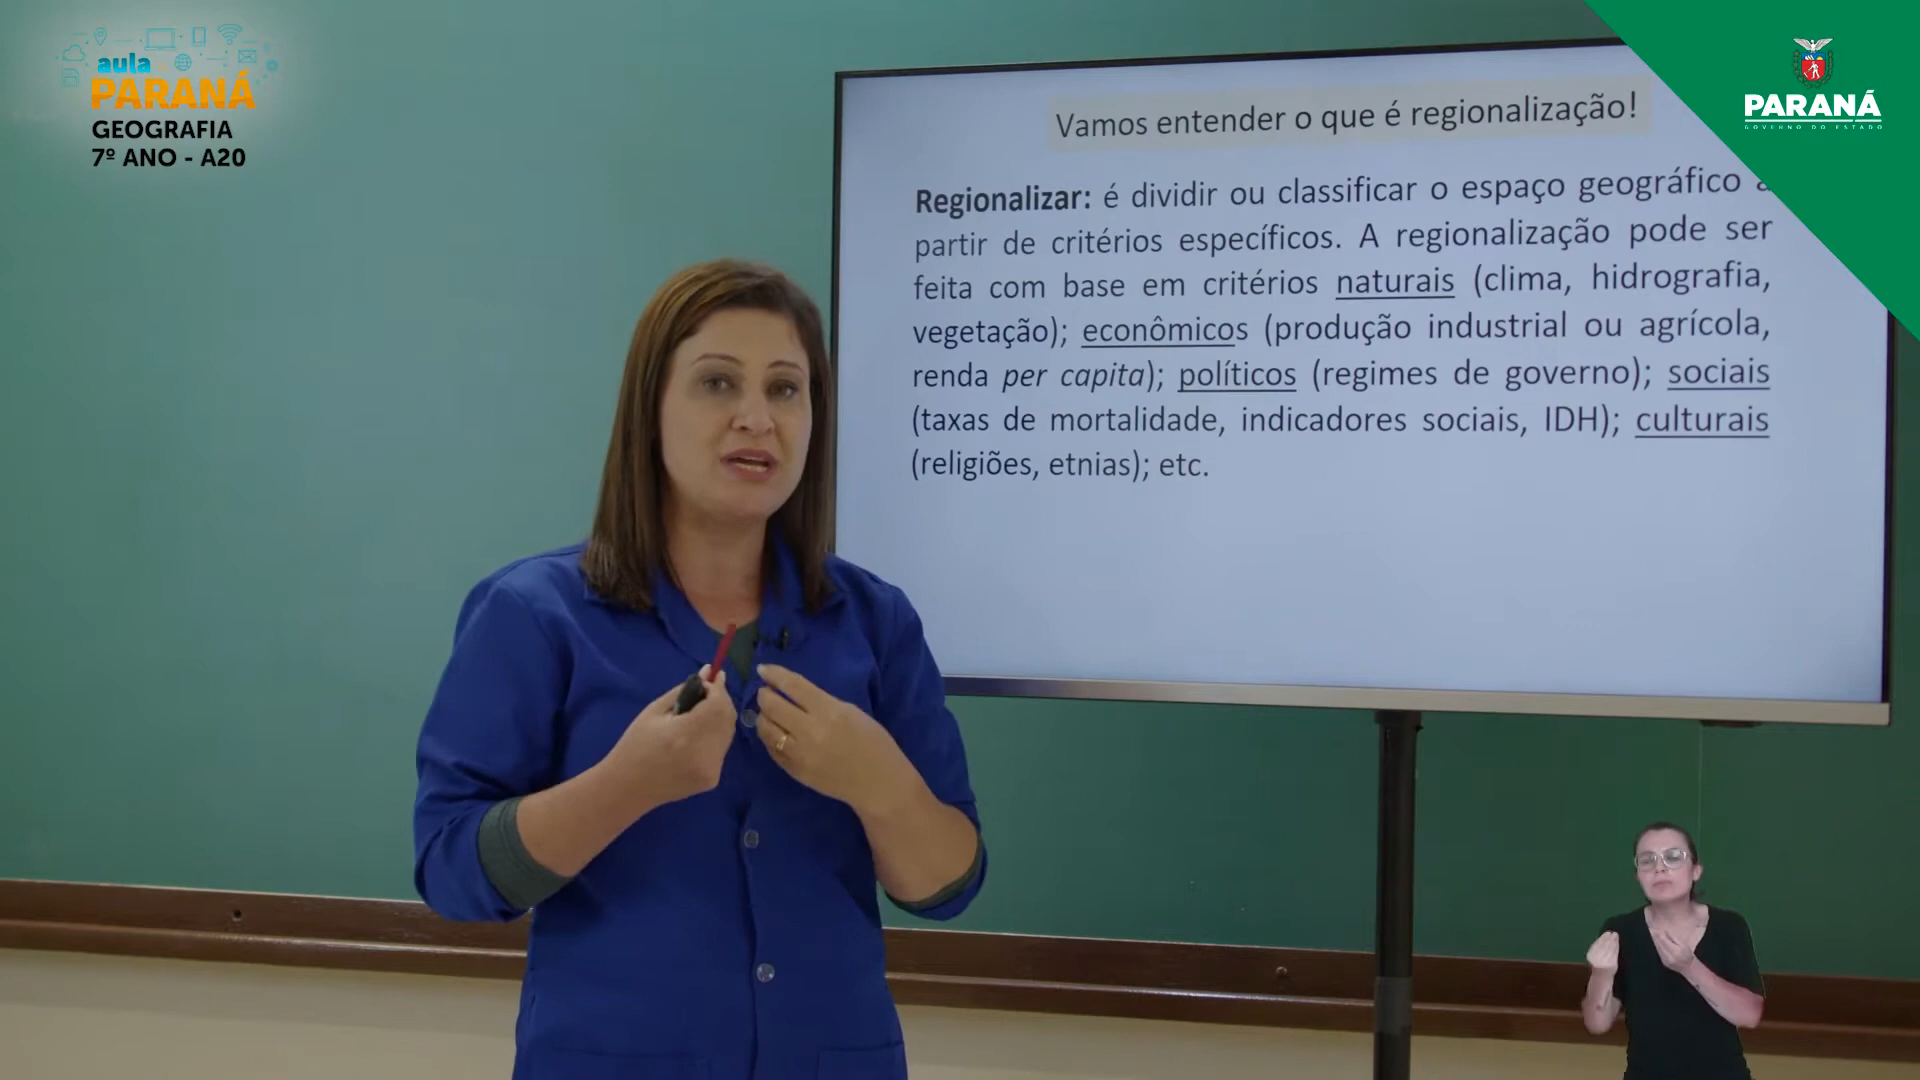 aula
PARANÁ
GEOGRAFIA
7º ANO - A20
PARANÁ
GOVERNO DO ESTADO
Vamos entender o que é regionalização!
Regionalizar: é dividir ou classificar o espaço geográfico a
partir de critérios específicos. A regionalização pode ser
feita com base em critérios naturais (clima, hidrografia,
vegetação); econômicos (produção industrial ou agrícola,
renda per capita); políticos (regimes de governo); sociais
(taxas de mortalidade, indicadores sociais, IDH); culturais
(religiões, etnias); etc.